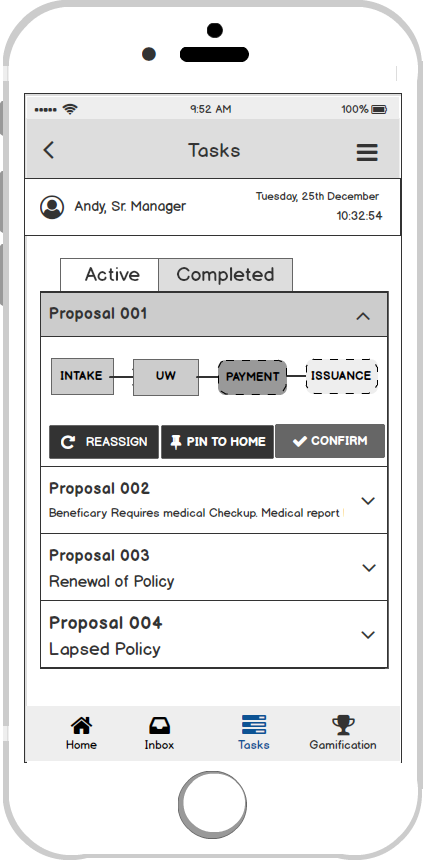 9:52 AM 100%
Tasks
Andy, Sr. Manager
Tuesday, 25th December
10:32:54
Active Completed
Proposal 001
INTAKE UW PAYMENT ISSUANCE
REASSIGN PIN TO HOME CONFIRM
Proposal 002
Beneficary Requires medical Checkup. Medical report
Proposal 003
Renewal of Policy
Proposal 004
Lapsed Policy
Home Inbox Tasks Gamification